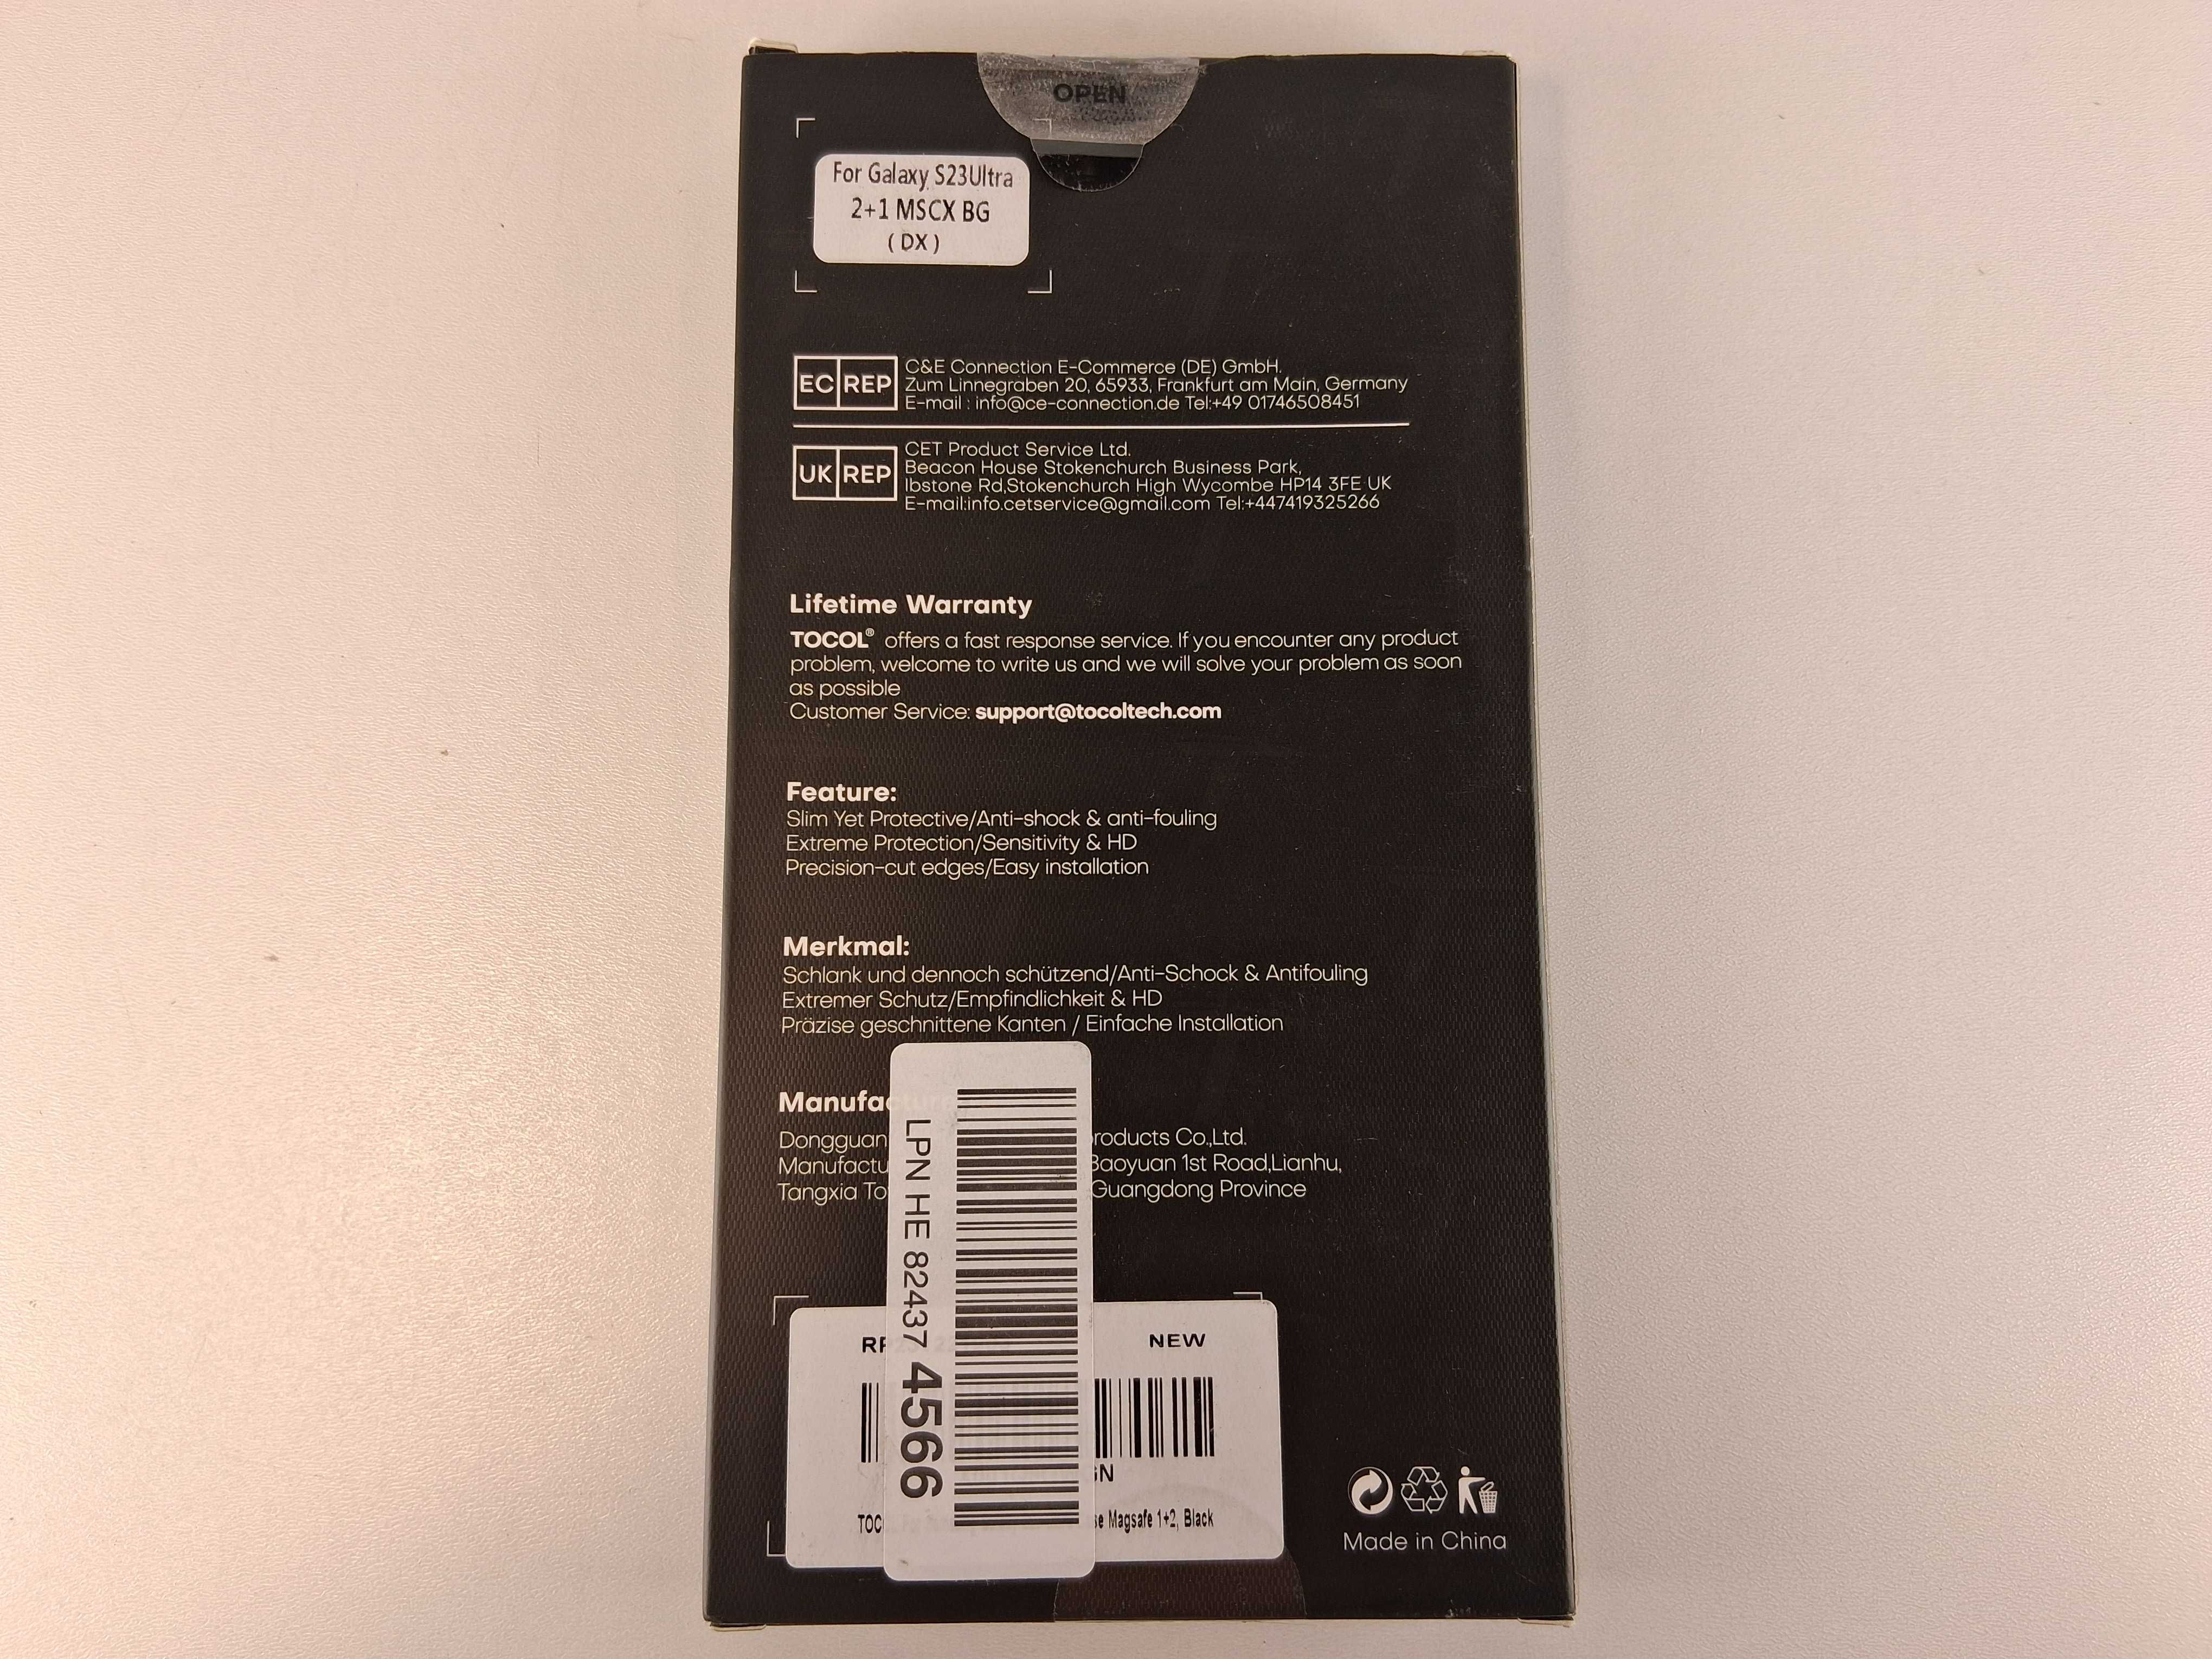 OPEN
For Galaxy S23Ultra
2+1 MSCX BG
( DX )
EC REP
C&E Connection E-Commerce (DE) GmbH.
Zum Linnegraben 20, 65933, Frankfurt am Main, Germany
E-mail : info@ce-connection.de Tel:+49 01746508451
UK REP
CET Product Service Ltd.
Beacon House Stokenchurch Business Park,
Ibstone Rd,Stokenchurch High Wycombe HP14 3FE UK
E-mail:info.cetservice@gmail.com Tel:+447419325266
Lifetime Warranty
TOCOL® offers a fast response service. If you encounter any product
problem, welcome to write us and we will solve your problem as soon
as possible
Customer Service: support@tocoltech.com
Feature:
Slim Yet Protective/Anti-shock & anti-fouling
Extreme Protection/Sensitivity & HD
Precision-cut edges/Easy installation
Merkmal:
Schlank und dennoch schützend/Anti-Schock & Antifouling
Extremer Schutz/Empfindlichkeit & HD
Präzise geschnittene Kanten / Einfache Installation
Dongguan Co.,Ltd.
Baoyuan 1st Road,Lianhu,
Tangxia Guangdong Province
LPN HE 82437 4566
NEW
Magsafe 1+2, Black
Made in China